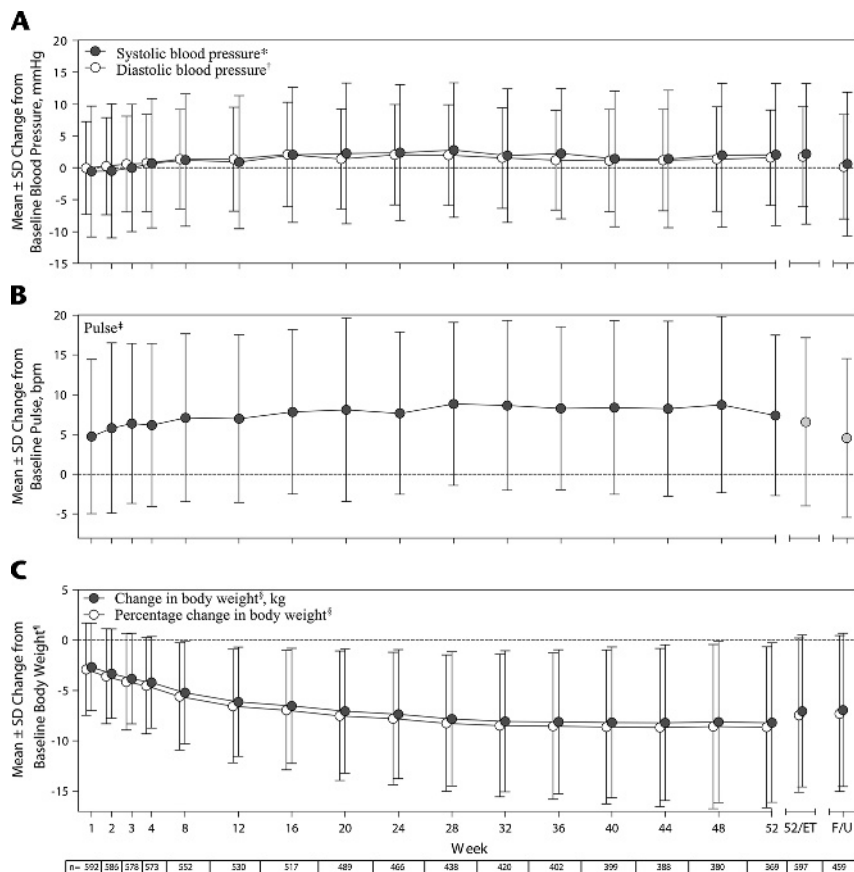 A
Mean ± SD Change from
Baseline Blood Pressure, mmHg
20
15
10
5
0
-5
-10
-15
Systolic blood pressure*
Diastolic blood pressure†
B
Mean ± SD Change from
Baseline Pulse, bpm
20
15
10
5
0
-5
Pulse‡
C
Mean ± SD Change from
Baseline Body Weight¶
5
0
-5
-10
-15
Change in body weight§, kg
Percentage change in body weight§
1 2 3 4 8 12 16 20 24 28 32 36 40 44 48 52 52/ET F/U
Week
n= 592 586 578 573 552 530 517 489 466 438 420 402 399 388 380 369 597 459